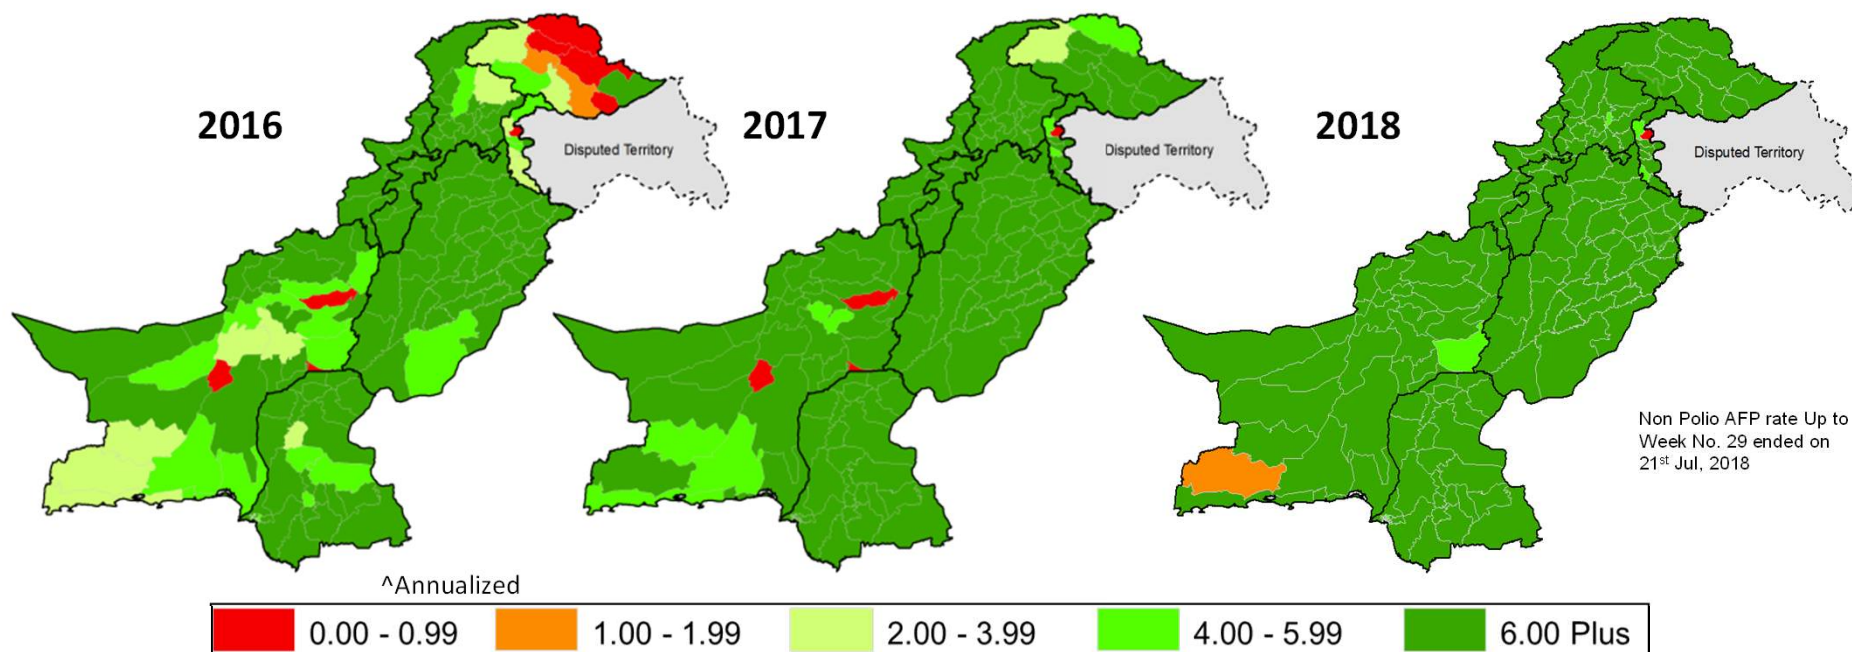 2016
2017
2018
Disputed Territory
Disputed Territory
Disputed Territory
Non Polio AFP rate Up to
Week No. 29 ended on
21st Jul, 2018
^Annualized
0.00 - 0.99
1.00 - 1.99
2.00 - 3.99
4.00 - 5.99
6.00 Plus